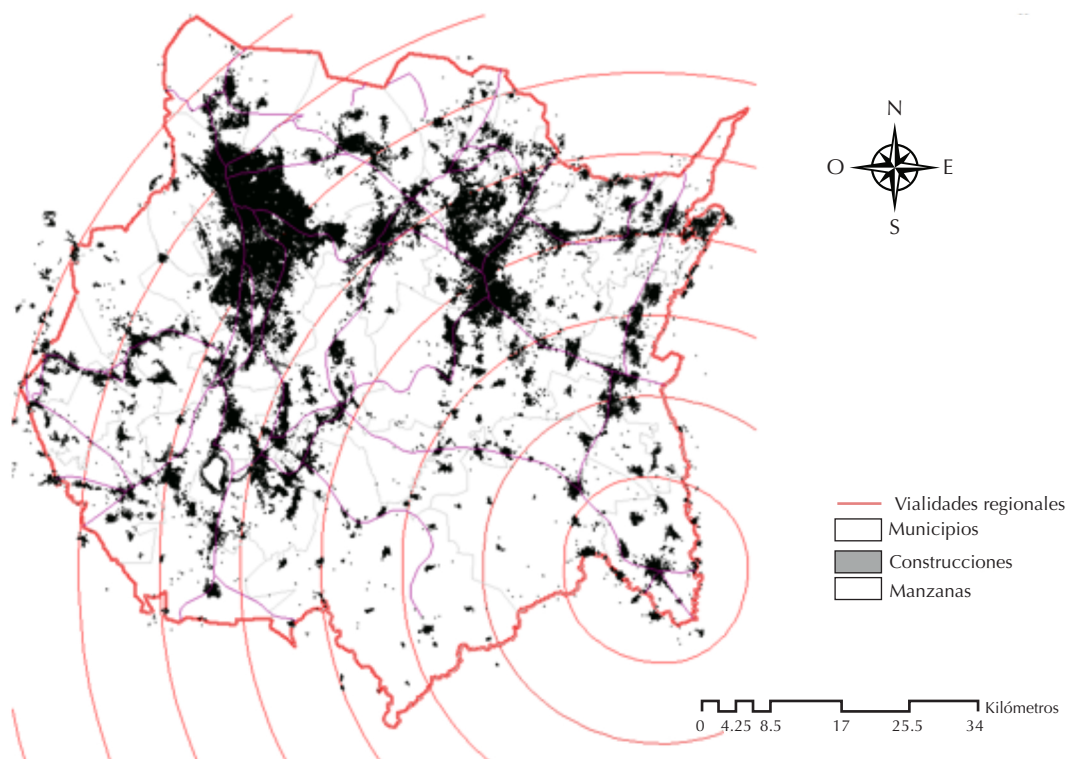 N
O E
S
Vialidades regionales
Municipios
Construcciones
Manzanas
Kilómetros
0 4.25 8.5 17 25.5 34